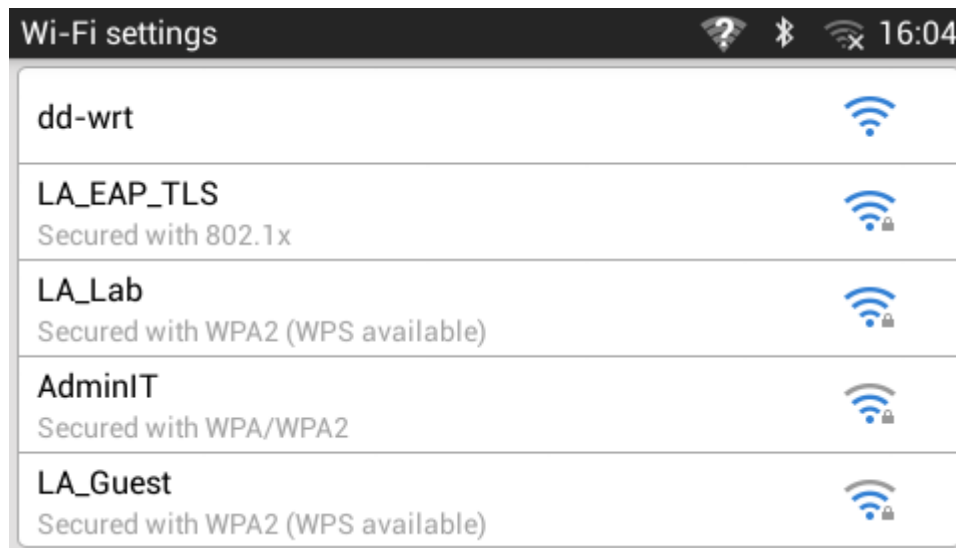 Wi-Fi settings
16:04
dd-wrt
LA_EAP_TLS
Secured with 802.1x
LA_Lab
Secured with WPA2 (WPS available)
AdminIT
Secured with WPA/WPA2
LA_Guest
Secured with WPA2 (WPS available)